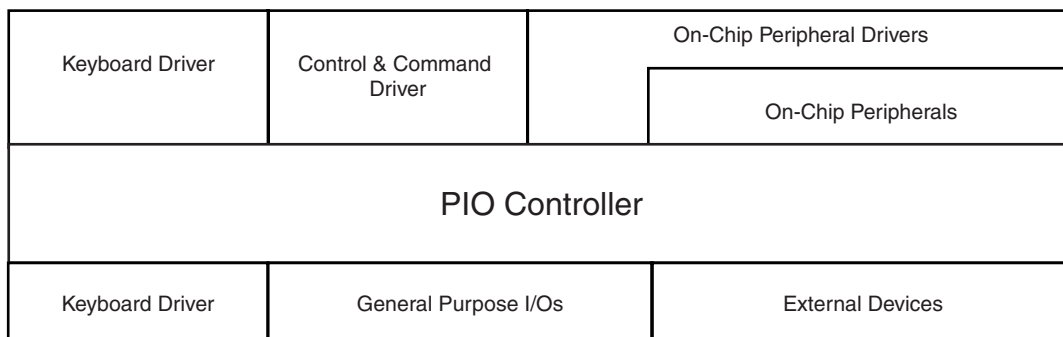 Keyboard Driver
Control & Command
Driver
On-Chip Peripheral Drivers
On-Chip Peripherals
PIO Controller
Keyboard Driver
General Purpose I/Os
External Devices